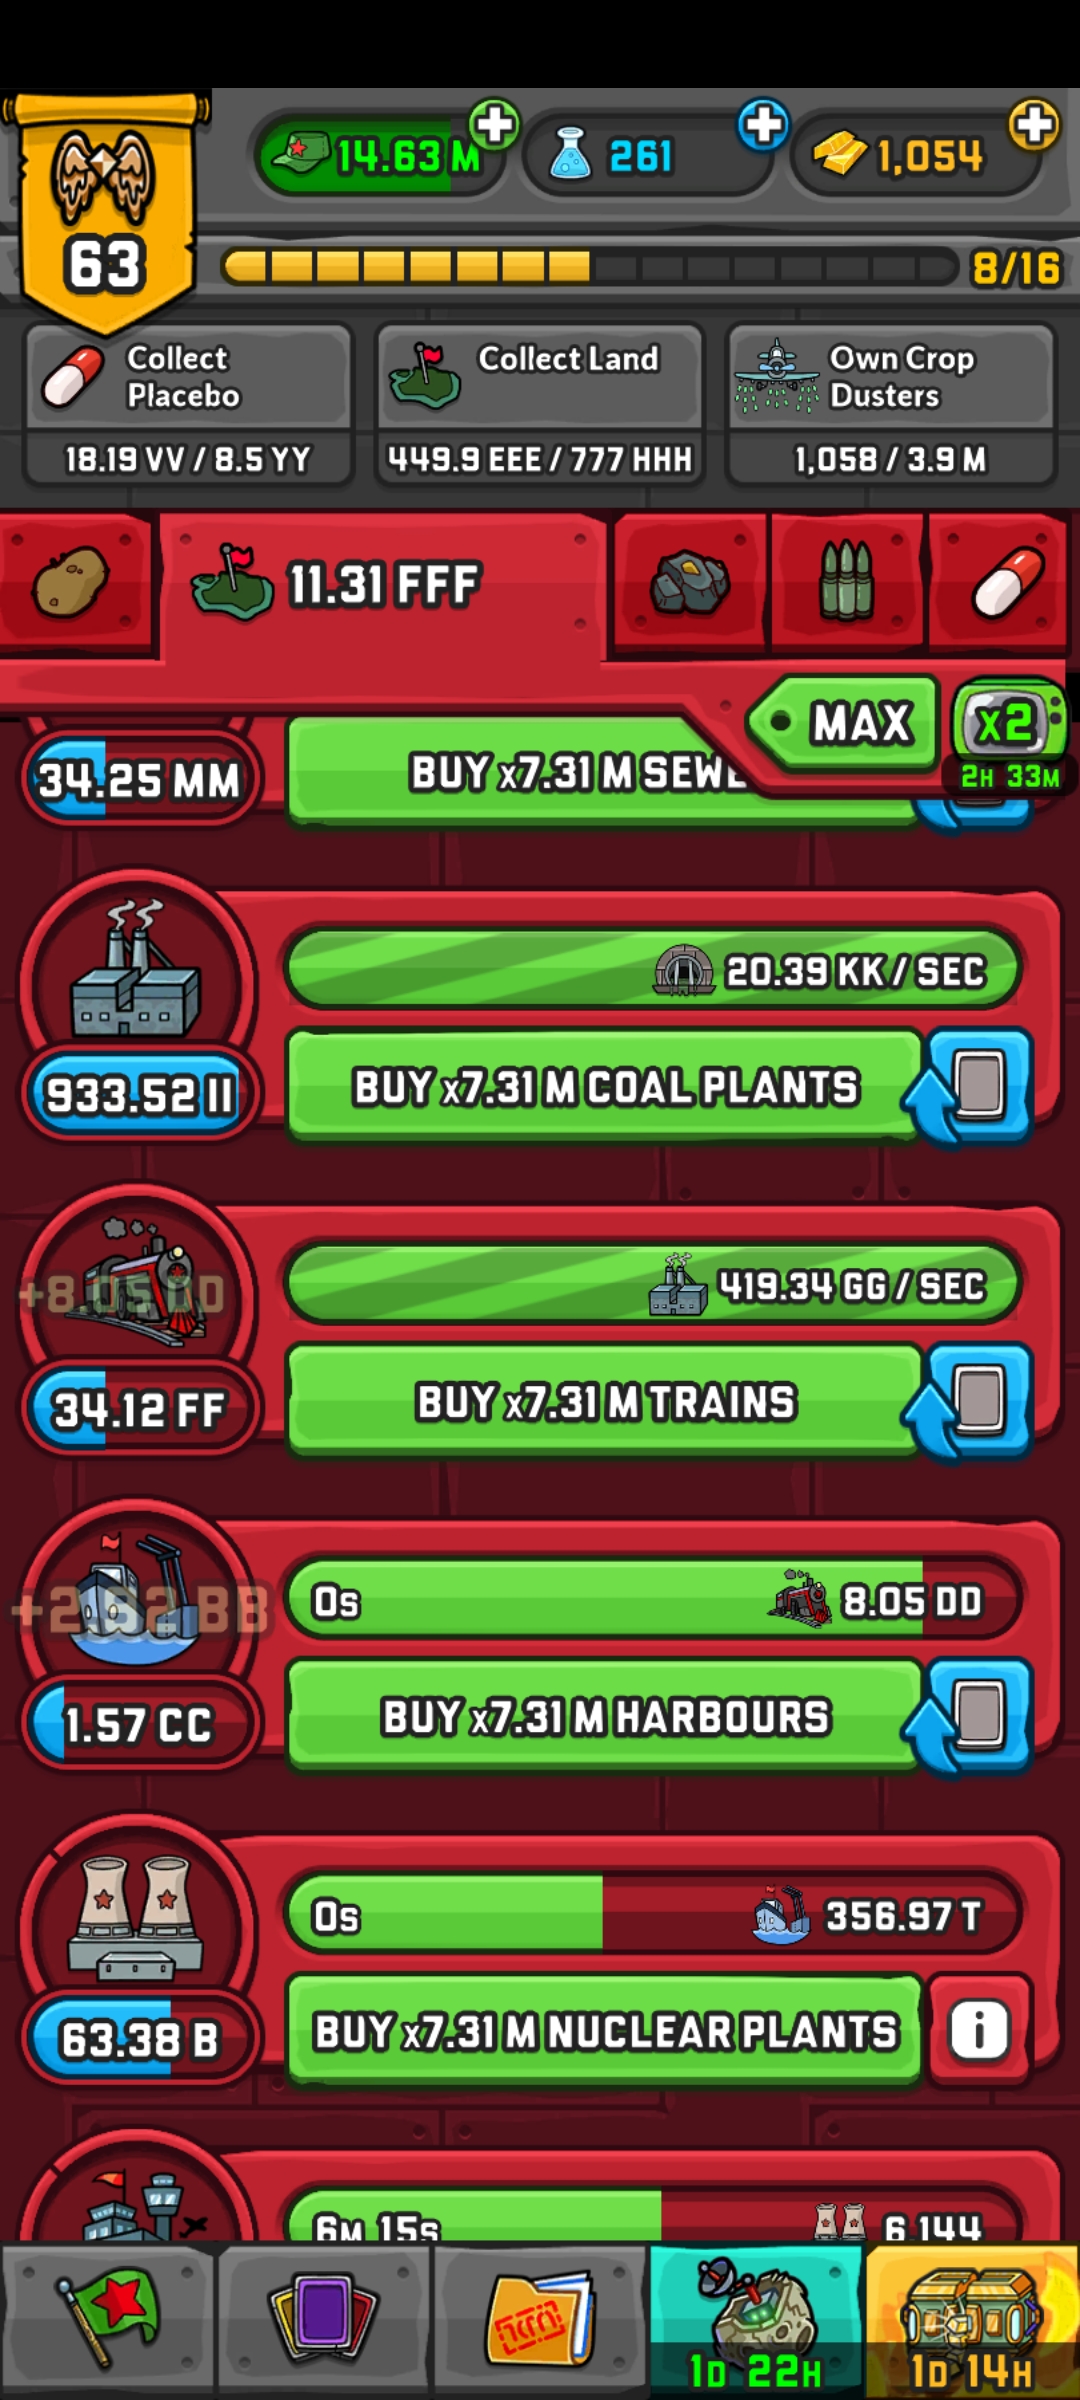 14.63 M
261
1,054
63
8/16
Collect
Placebo
18.19 VV / 8.5 YY
Collect Land
449.9 EEE / 777 HHH
Own Crop
Dusters
1,058 / 3.9 M
11.31 FFF
MAX
X2
2H 33M
34.25 MM
BUY x7.31 M SEWE
20.39 KK / SEC
933.52 II
BUY x7.31 M COAL PLANTS
+8.05 DD
419.34 GG / SEC
34.12 FF
BUY x7.31 M TRAINS
0s
8.05 DD
1.57 CC
BUY x7.31 M HARBOURS
0s
356.97 T
63.38 B
BUY x7.31 M NUCLEAR PLANTS
i
6M 15s
6,144
1D 22H
1D 14H